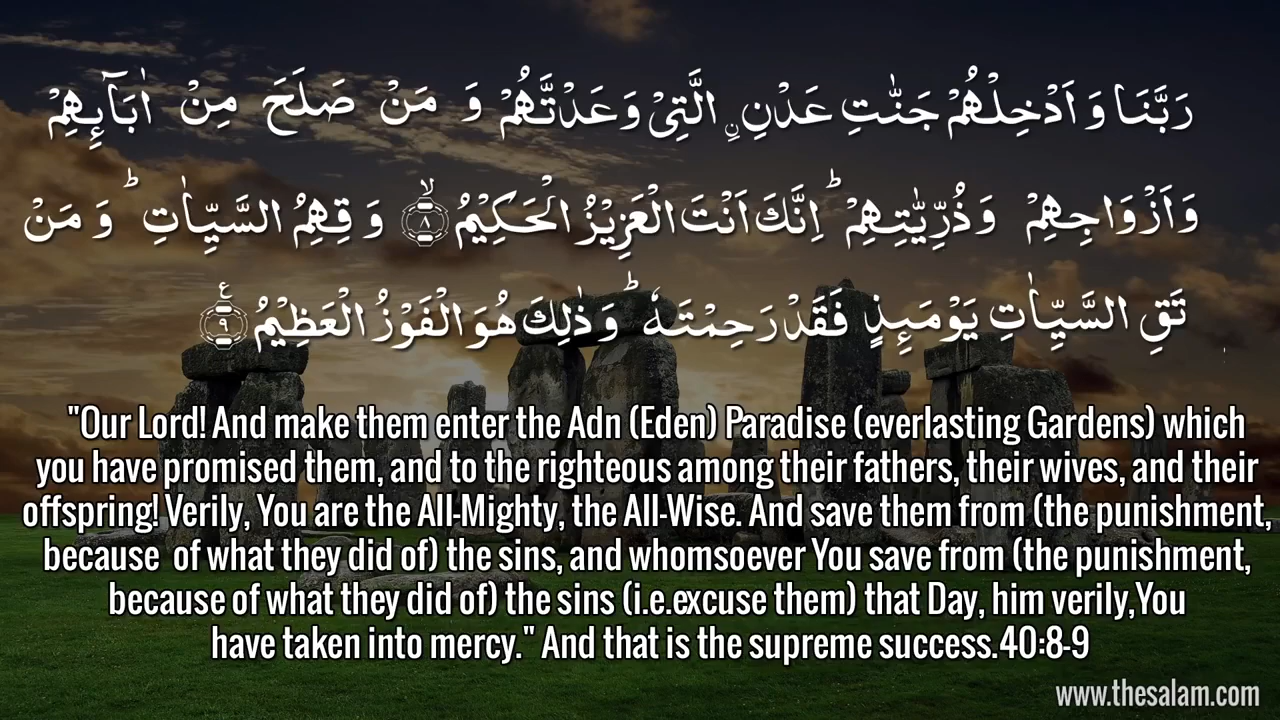 رَبَّنَا وَاَدْخِلْهُمْ جَنّٰتِ عَدْنِ ۨ الَّتِیْ وَعَدْتَّهُمْ وَ مَنْ صَلَحَ مِنْ اٰبَآئِهِمْ
وَاَزْوَاجِهِمْ وَذُرِّیّٰتِهِمْ ؕ اِنَّكَ اَنْتَ الْعَزِیْزُ الْحَكِیْمُ ۙ﴿۸﴾ وَ قِهِمُ السَّیِّاٰتِ ؕ وَ مَنْ
تَقِ السَّیِّاٰتِ یَوْمَئِذٍ فَقَدْ رَحِمْتَهٗ ؕ وَ ذٰلِكَ هُوَ الْفَوْزُ الْعَظِیْمُ ﴿۹﴾ ع
"Our Lord! And make them enter the Adn (Eden) Paradise (everlasting Gardens) which
you have promised them, and to the righteous among their fathers, their wives, and their
offspring! Verily, You are the All-Mighty, the All-Wise. And save them from (the punishment,
because of what they did of) the sins, and whomsoever You save from (the punishment,
because of what they did of) the sins (i.e.excuse them) that Day, him verily,You
have taken into mercy." And that is the supreme success.40:8-9
www.thesalam.com